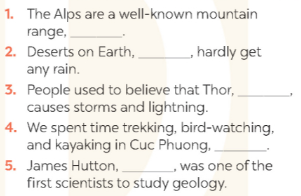 1. The Alps are a well-known mountain
range, ________.
2. Deserts on Earth, ________, hardly get
any rain.
3. People used to believe that Thor, ________,
causes storms and lightning.
4. We spent time trekking, bird-watching,
and kayaking in Cuc Phuong, ________.
5. James Hutton, ________, was one of the
first scientists to study geology.